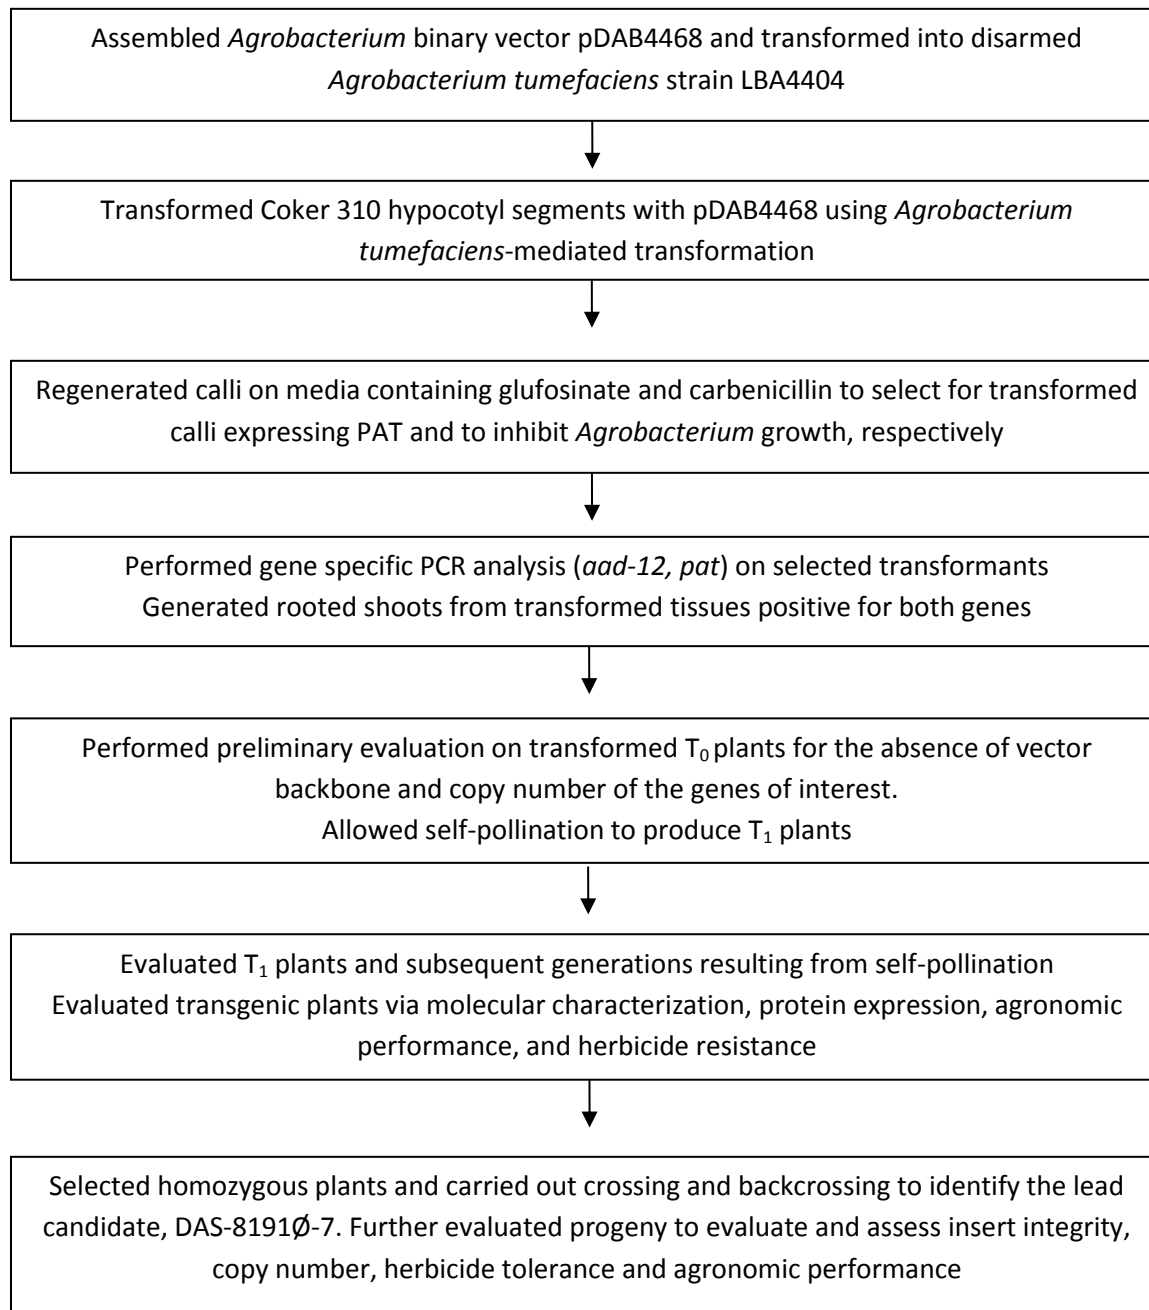 Assembled Agrobacterium binary vector pDAB4468 and transformed into disarmed
Agrobacterium tumefaciens strain LBA4404
Transformed Coker 310 hypocotyl segments with pDAB4468 using Agrobacterium
tumefaciens-mediated transformation
Regenerated calli on media containing glufosinate and carbenicillin to select for transformed
calli expressing PAT and to inhibit Agrobacterium growth, respectively
Performed gene specific PCR analysis (aad-12, pat) on selected transformants
Generated rooted shoots from transformed tissues positive for both genes
Performed preliminary evaluation on transformed T₀ plants for the absence of vector
backbone and copy number of the genes of interest.
Allowed self-pollination to produce T₁ plants
Evaluated T₁ plants and subsequent generations resulting from self-pollination
Evaluated transgenic plants via molecular characterization, protein expression, agronomic
performance, and herbicide resistance
Selected homozygous plants and carried out crossing and backcrossing to identify the lead
candidate, DAS-8191Ø-7. Further evaluated progeny to evaluate and assess insert integrity,
copy number, herbicide tolerance and agronomic performance